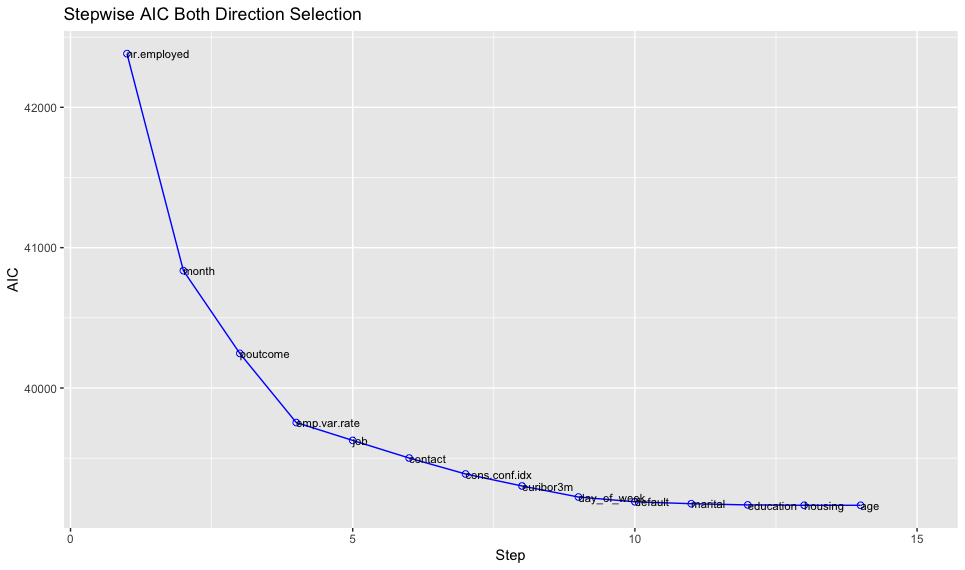 Stepwise AIC Both Direction Selection
nr.employed
42000
41000
month
poutcome
40000
emp.var.rate
job
contact
cons.conf.idx
euribor3m
day_of_week
default
marital
education
housing
age
0
5
10
15
Step
AIC